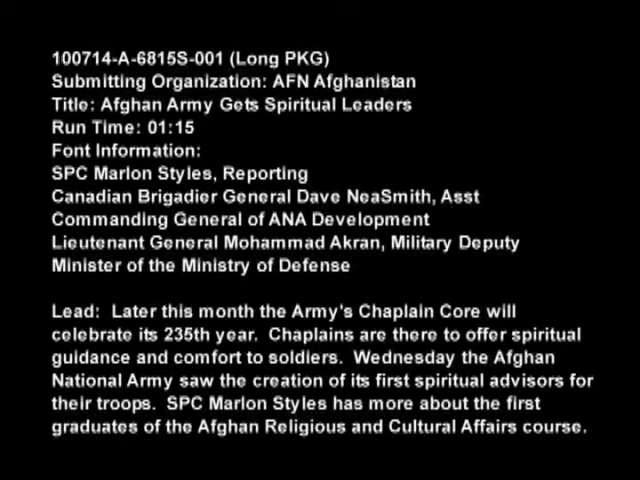 100714-A-6815S-001 (Long PKG)
Submitting Organization: AFN Afghanistan
Title: Afghan Army Gets Spiritual Leaders
Run Time: 01:15
Font Information:
SPC Marlon Styles, Reporting
Canadian Brigadier General Dave NeaSmith, Asst
Commanding General of ANA Development
Lieutenant General Mohammad Akran, Military Deputy
Minister of the Ministry of Defense
Lead:  Later this month the Army's Chaplain Core will
celebrate its 235th year.  Chaplains are there to offer spiritual
guidance and comfort to soldiers.  Wednesday the Afghan
National Army saw the creation of its first spiritual advisors for
their troops.  SPC Marlon Styles has more about the first
graduates of the Afghan Religious and Cultural Affairs course.